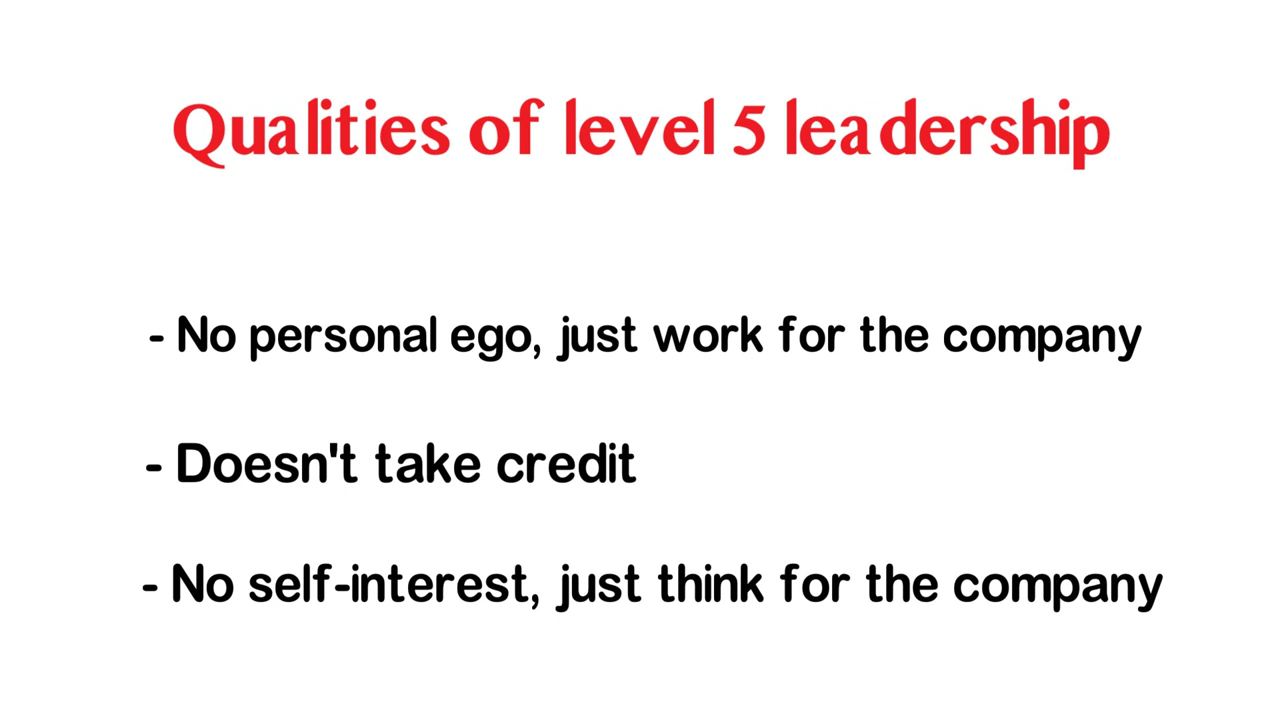 Qualities of level 5 leadership
- No personal ego, just work for the company
- Doesn't take credit
- No self-interest, just think for the company